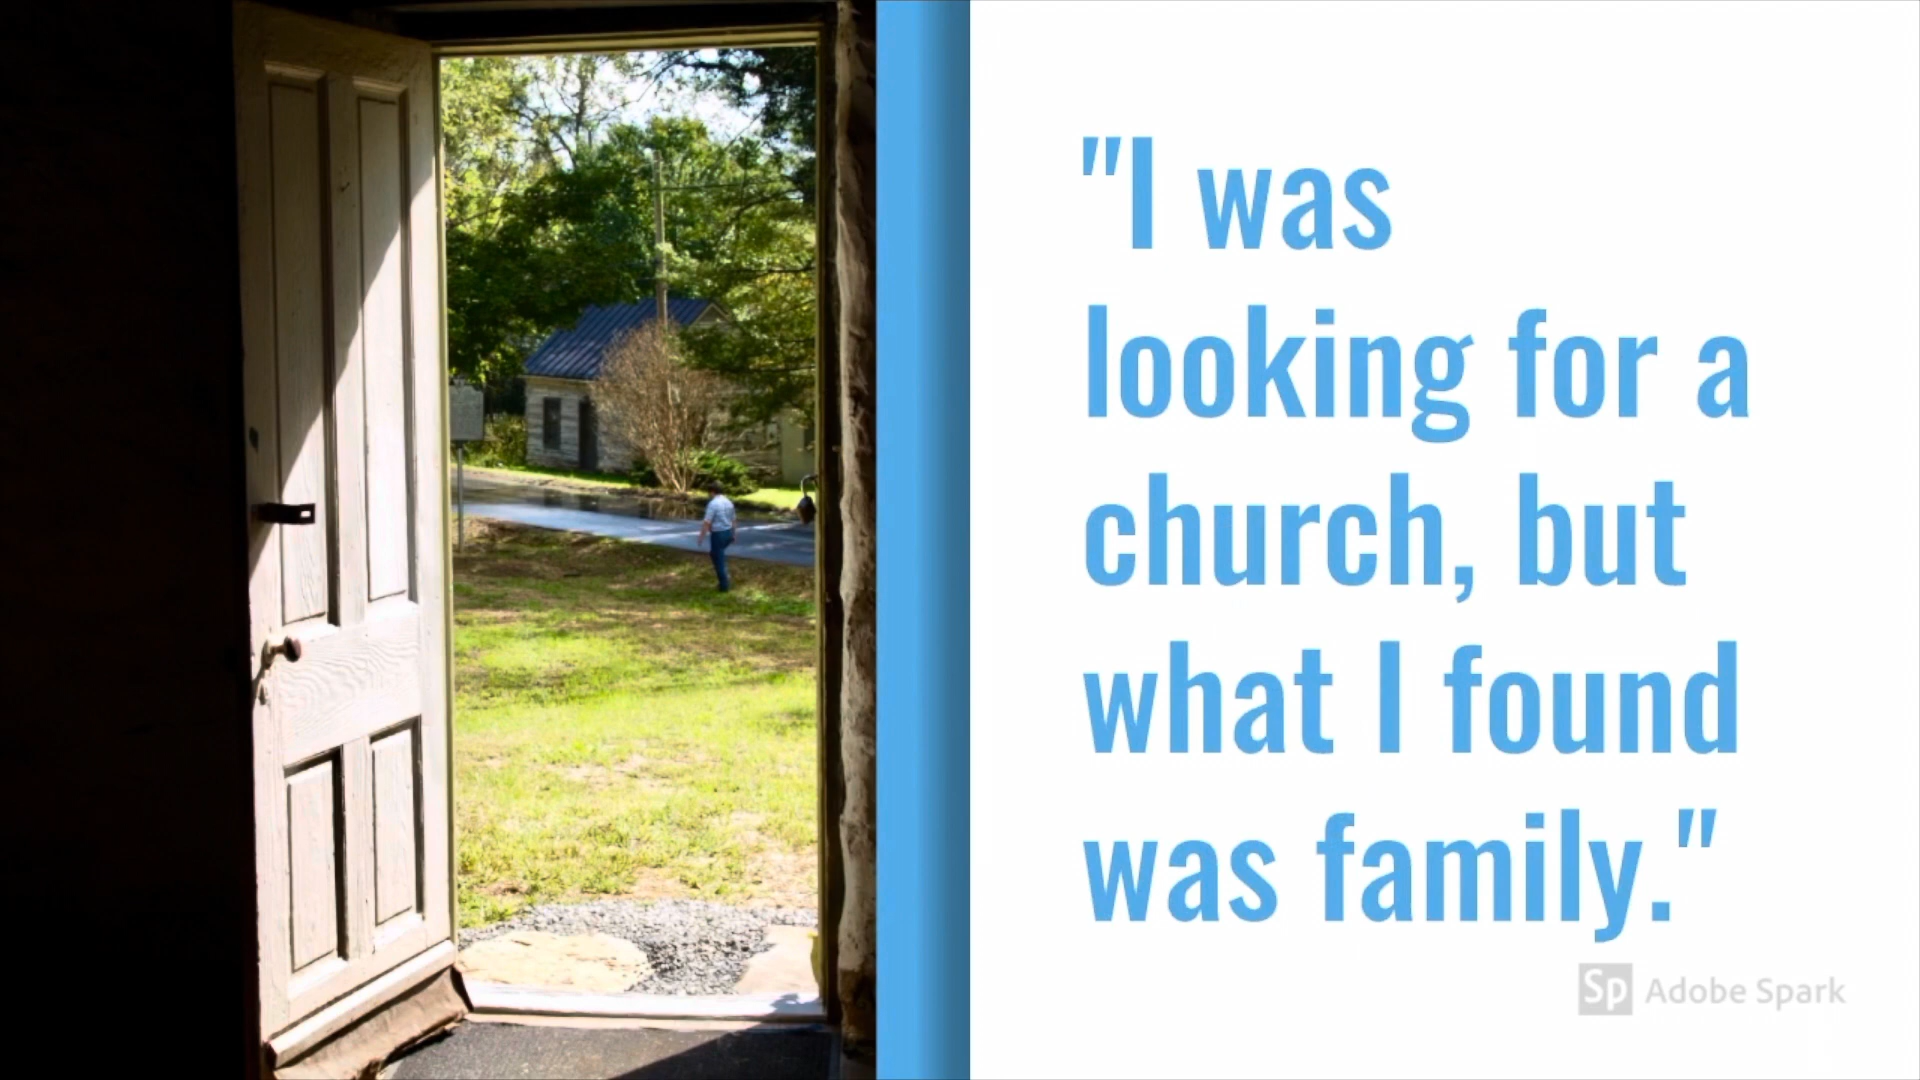 "I was
looking for a
church, but
what I found
was family."
Sp Adobe Spark